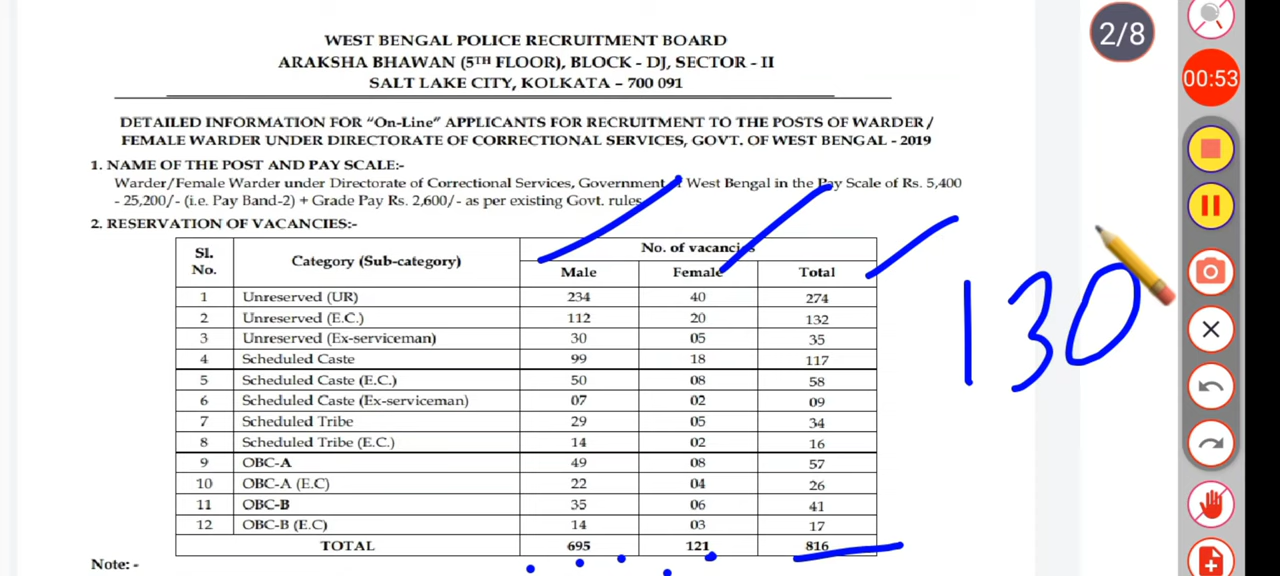 2/8
00:53
WEST BENGAL POLICE RECRUITMENT BOARD
ARAKSHA BHAWAN (5TH FLOOR), BLOCK - DJ, SECTOR - II
SALT LAKE CITY, KOLKATA – 700 091
DETAILED INFORMATION FOR “On-Line” APPLICANTS FOR RECRUITMENT TO THE POSTS OF WARDER /
FEMALE WARDER UNDER DIRECTORATE OF CORRECTIONAL SERVICES, GOVT. OF WEST BENGAL - 2019
1. NAME OF THE POST AND PAY SCALE:-
Warder/Female Warder under Directorate of Correctional Services, Government West Bengal in the Pay Scale of Rs. 5,400
- 25,200/- (i.e. Pay Band-2) + Grade Pay Rs. 2,600/- as per existing Govt. rules
2. RESERVATION OF VACANCIES:-
Sl. No. Category (Sub-category) No. of vacancies
Male Female Total
1 Unreserved (UR) 234 40 274
2 Unreserved (E.C.) 112 20 132
3 Unreserved (Ex-serviceman) 30 05 35
4 Scheduled Caste 99 18 117
5 Scheduled Caste (E.C.) 50 08 58
6 Scheduled Caste (Ex-serviceman) 07 02 09
7 Scheduled Tribe 29 05 34
8 Scheduled Tribe (E.C.) 14 02 16
9 OBC-A 49 08 57
10 OBC-A (E.C) 22 04 26
11 OBC-B 35 06 41
12 OBC-B (E.C) 14 03 17
TOTAL 695 121 816
Note: -
130